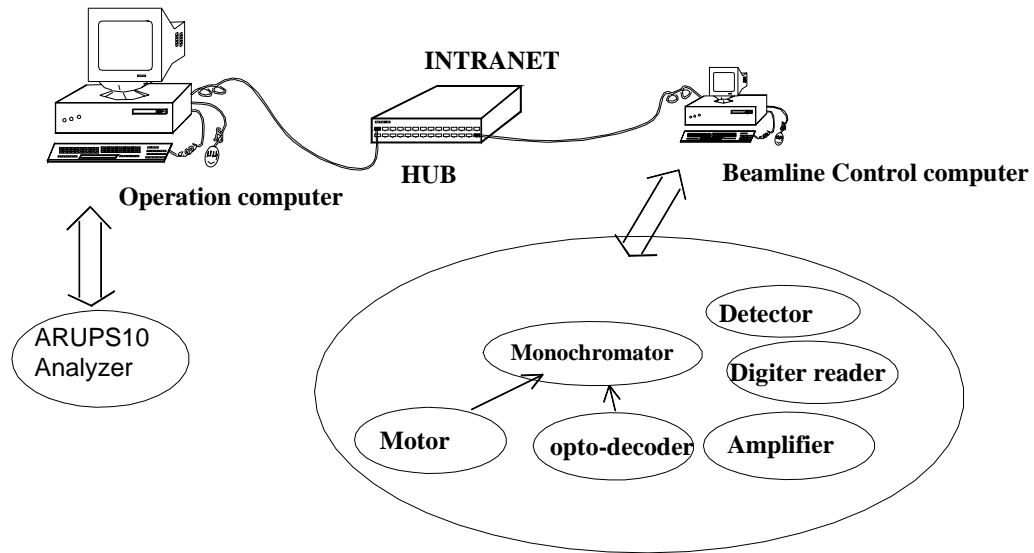 INTRANET
HUB
Operation computer
Beamline Control computer
ARUPS10
Analyzer
Detector
Monochromator
Digiter reader
Motor
opto-decoder
Amplifier